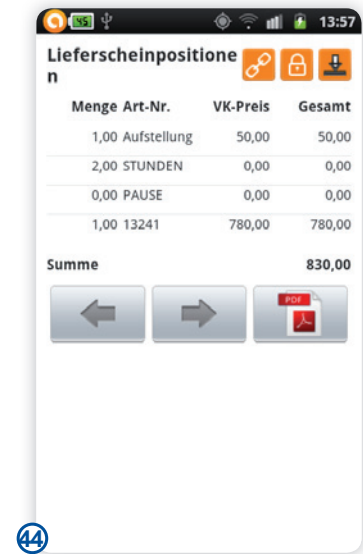 45 13:57
Lieferscheinpositione
n
Menge Art-Nr. VK-Preis Gesamt
1,00 Aufstellung 50,00 50,00
2,00 STUNDEN 0,00 0,00
0,00 PAUSE 0,00 0,00
1,00 13241 780,00 780,00
Summe 830,00
PDF
44